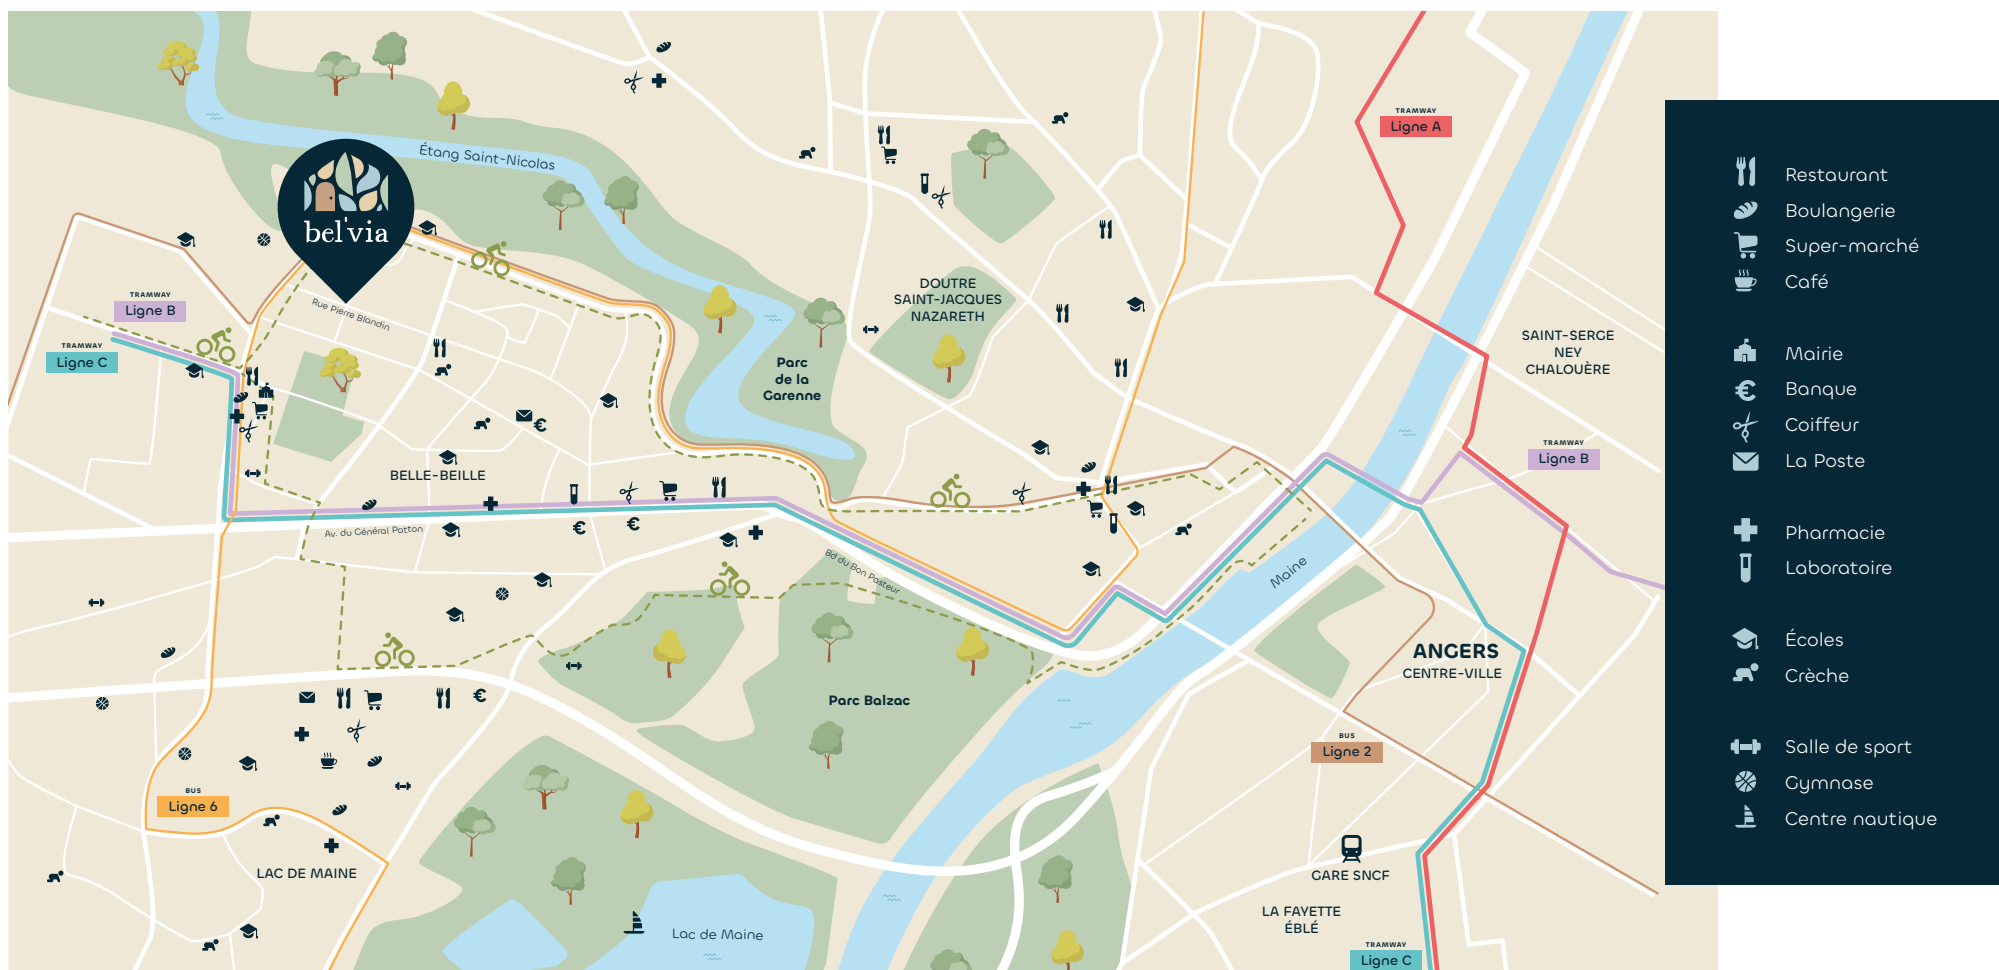 TRAMWAY
Ligne A
Étang Saint-Nicolas
bel'via
DOUTRE
SAINT-JACQUES
NAZARETH
TRAMWAY
Ligne B
Rue Pierre Blandin
TRAMWAY
Ligne C
SAINT-SERGE
NEY
CHALOUÈRE
Parc
de la
Garenne
TRAMWAY
Ligne B
BELLE-BEILLE
Av. du Général Patton
Bd du Bon Pasteur
Maine
ANGERS
CENTRE-VILLE
Parc Balzac
BUS
Ligne 2
BUS
Ligne 6
LAC DE MAINE
GARE SNCF
LA FAYETTE
ÉBLÉ
Lac de Maine
TRAMWAY
Ligne C
Restaurant
Boulangerie
Super-marché
Café
Mairie
Banque
Coiffeur
La Poste
Pharmacie
Laboratoire
Écoles
Crèche
Salle de sport
Gymnase
Centre nautique